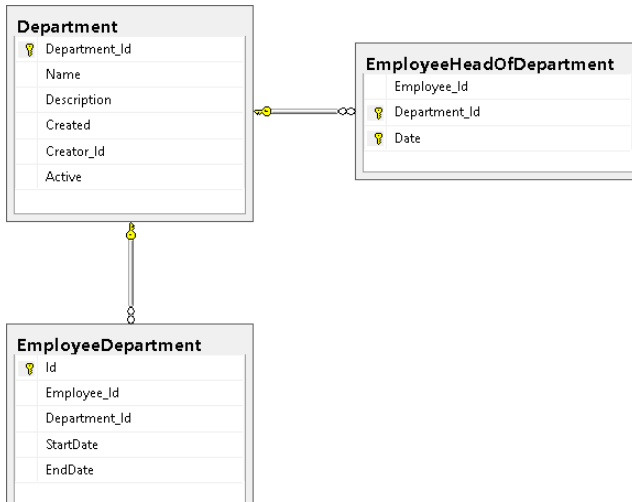 Department
Department_Id
Name
Description
Created
Creator_Id
Active
EmployeeHeadOfDepartment
Employee_Id
Department_Id
Date
EmployeeDepartment
Id
Employee_Id
Department_Id
StartDate
EndDate